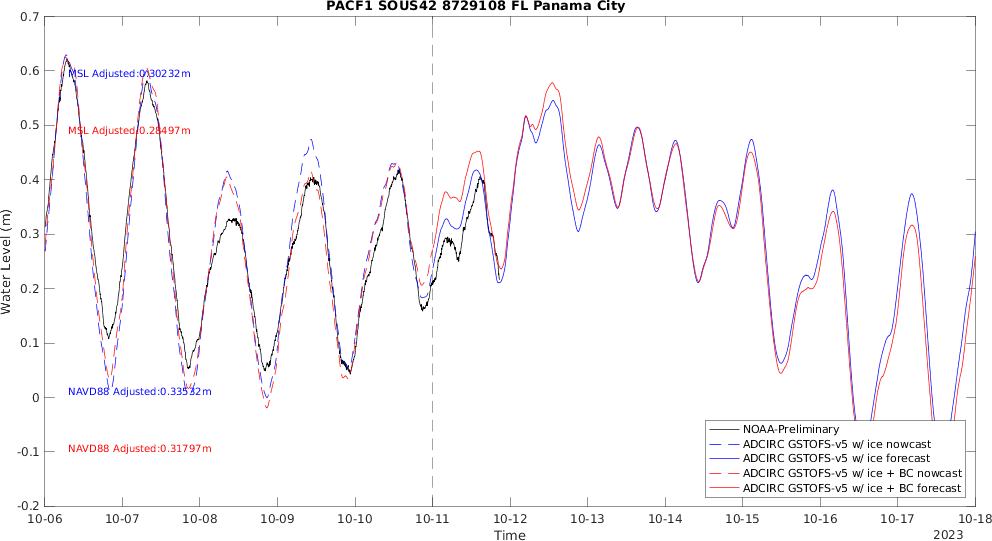 PACF1 SOUS42 8729108 FL Panama City
0.7
0.6
0.5
0.4
0.3
0.2
0.1
0
-0.1
-0.2
Water Level (m)
MSL Adjusted:0.30232m
MSL Adjusted:0.28497m
NAVD88 Adjusted:0.33532m
NAVD88 Adjusted:0.31797m
NOAA-Preliminary
ADCIRC GSTOFS-v5 w/ ice nowcast
ADCIRC GSTOFS-v5 w/ ice forecast
ADCIRC GSTOFS-v5 w/ ice + BC nowcast
ADCIRC GSTOFS-v5 w/ ice + BC forecast
10-06 10-07 10-08 10-09 10-10 10-11 10-12 10-13 10-14 10-15 10-16 10-17 10-18
Time
2023